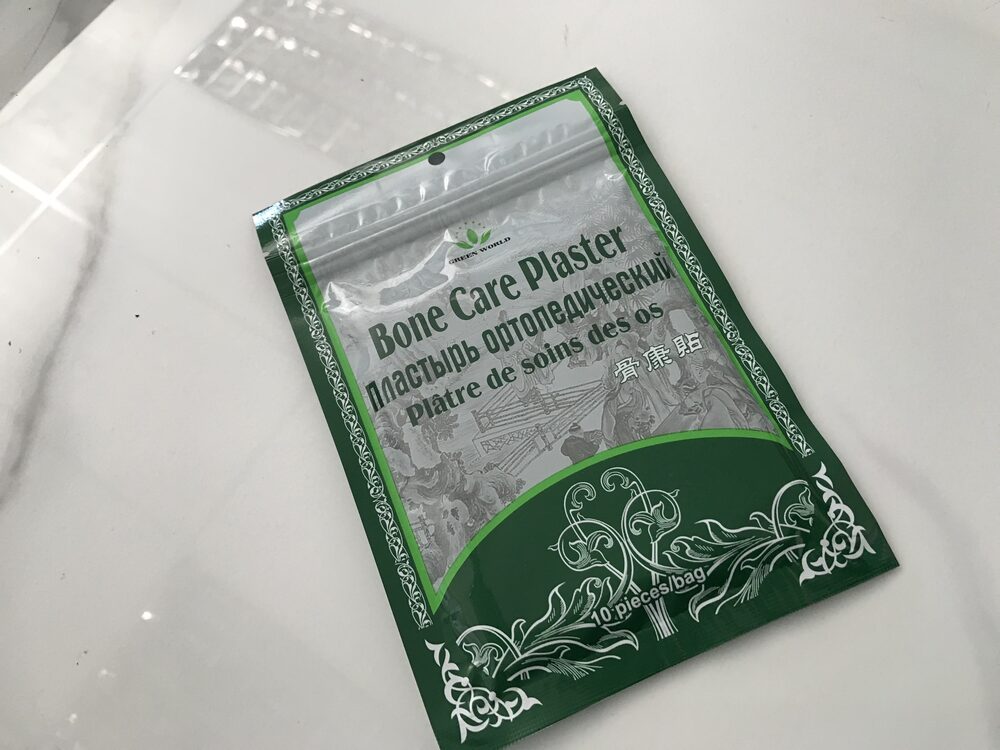 GREEN WORLD
Bone Care Plaster
Пластырь ортопедический
Plâtre de soins des os
骨康貼
10 pieces/bag